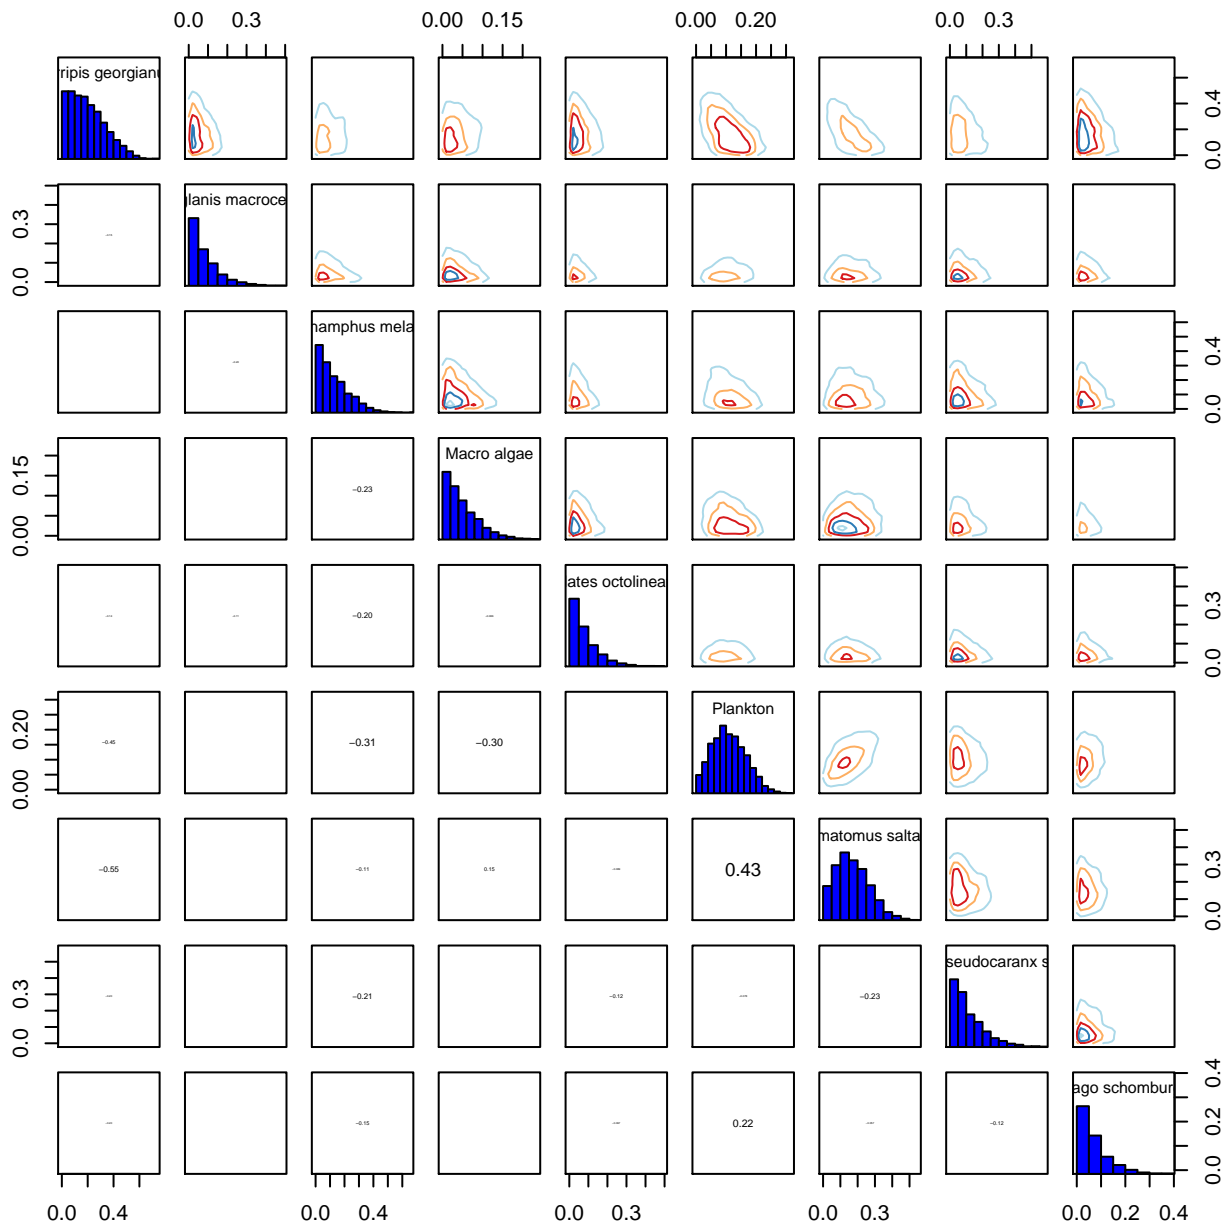 0.0 0.3 0.00 0.15 0.00 0.20 0.0 0.3
ripis georgian
0.0 0.4
lanis macroce
0.0 0.3
amphus mela
0.0 0.4
Macro algae
0.00 0.15
−0.23
ates octolinea
0.0 0.3
−0.20
Plankton
0.00 0.20
−0.45 −0.31 −0.30
matomus salta
0.0 0.3
−0.55 −0.11 0.15 0.43
seudocaranx s
0.0 0.3
−0.21 −0.12 −0.23
ago schombur
0.0 0.2 0.4
−0.15 0.22 −0.12
0.0 0.4 0.0 0.4 0.0 0.3 0.0 0.2 0.4